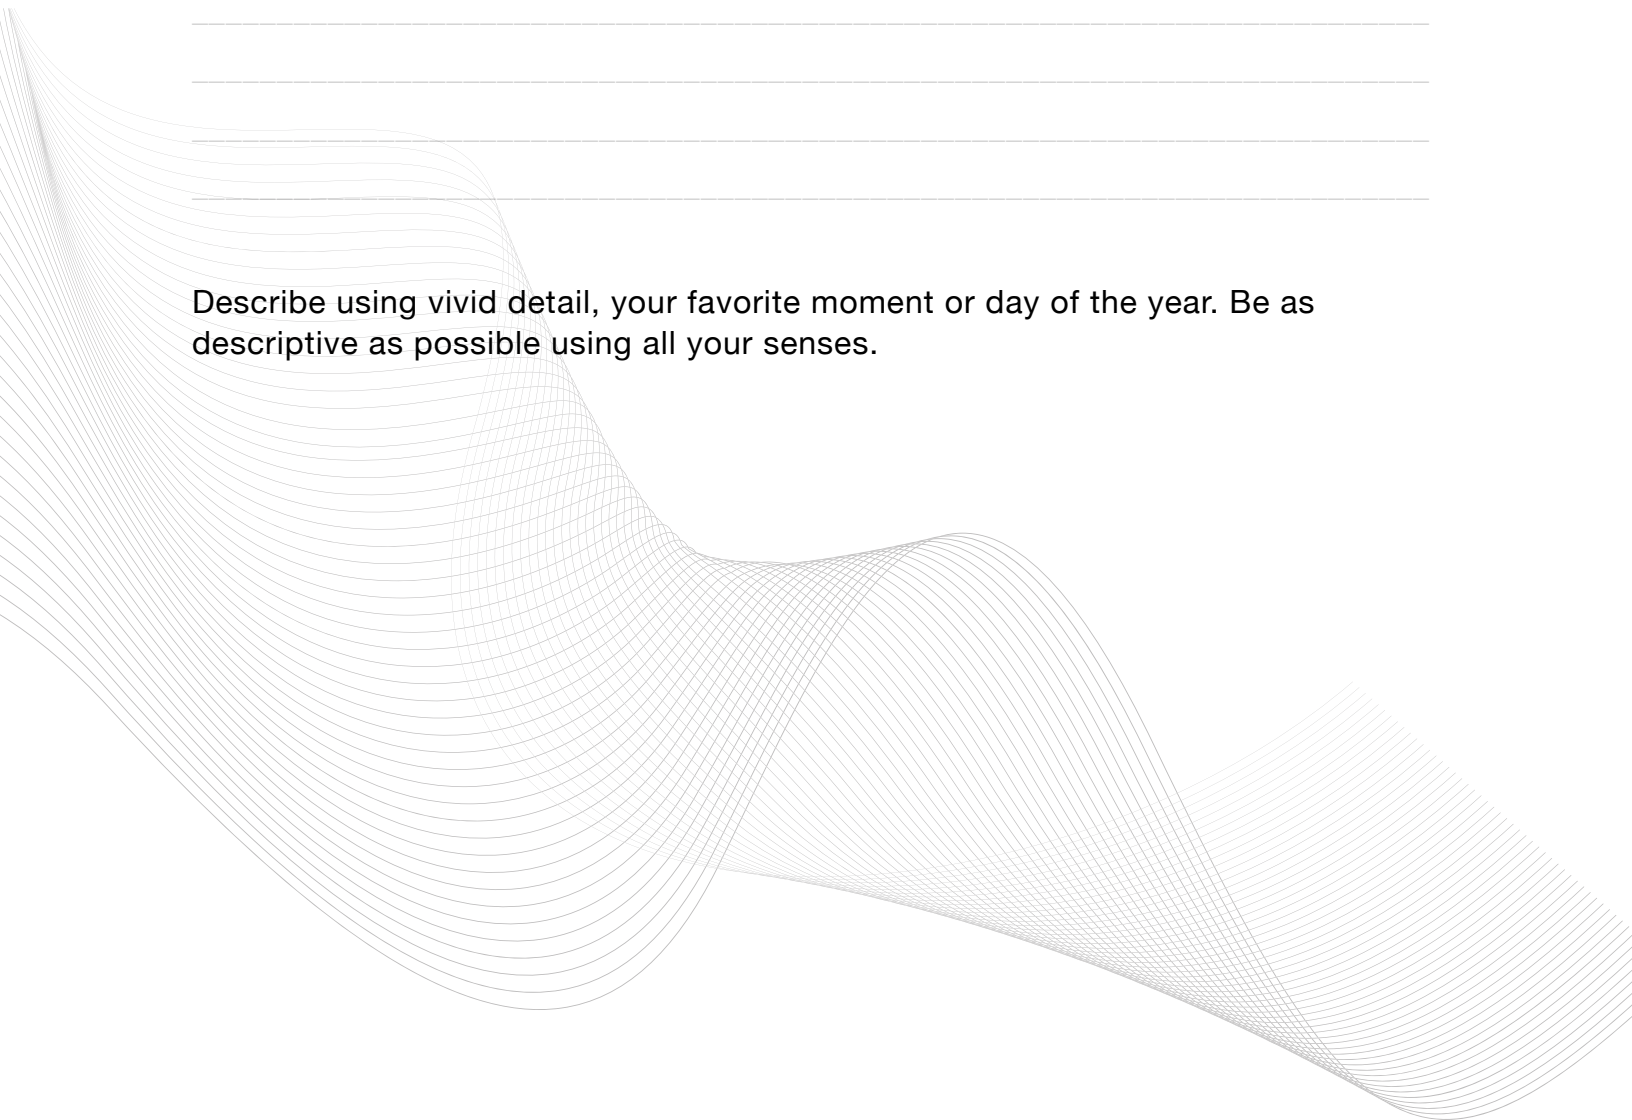 Describe using vivid detail, your favorite moment or day of the year. Be as
descriptive as possible using all your senses.